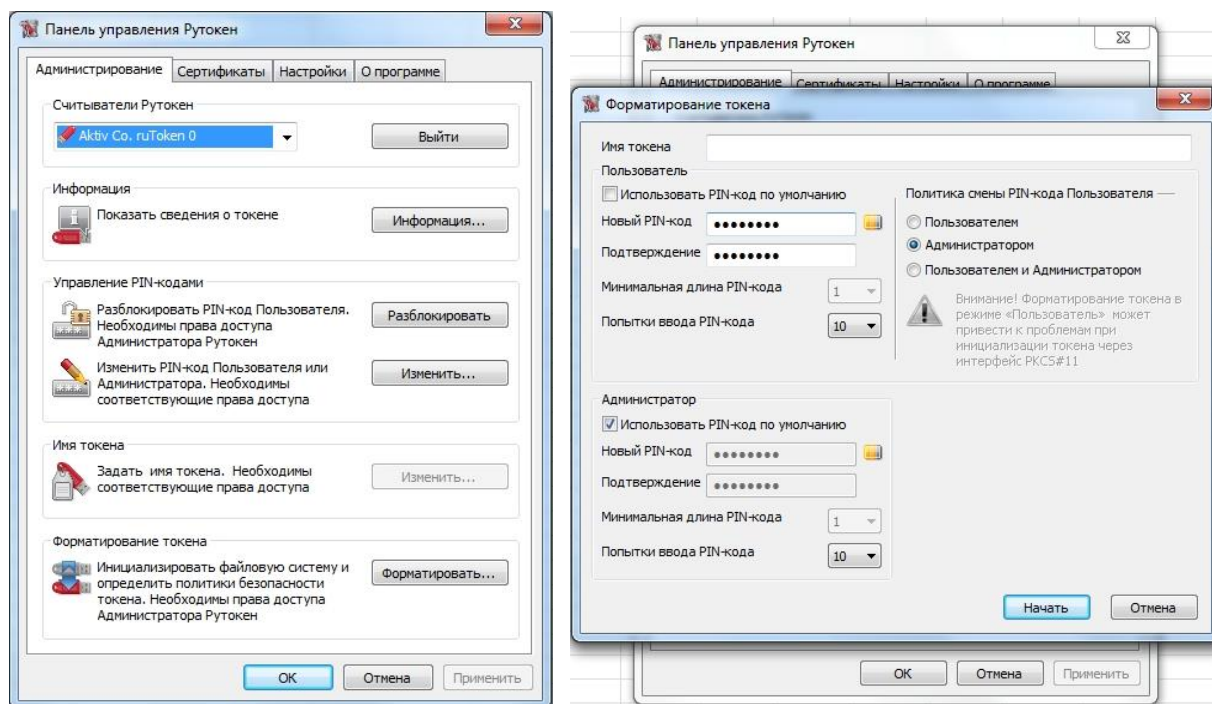 Панель управления Рутокен
Администрирование
Сертификаты
Настройки
О программе
Считыватели Рутокен
Aktiv Co. ruToken 0
Выйти
Информация
Показать сведения о токене
Информация...
Управление PIN-кодами
Разблокировать PIN-код Пользователя.
Необходимы права доступа
Администратора Рутокен
Разблокировать
Изменить PIN-код Пользователя или
Администратора. Необходимы
соответствующие права доступа
Изменить...
Имя токена
Задать имя токена. Необходимы
соответствующие права доступа
Изменить...
Форматирование токена
Инициализировать файловую систему и
определить политики безопасности
токена. Необходимы права доступа
Администратора Рутокен
Форматировать...
ОК
Отмена
Применить
Панель управления Рутокен
Администрирование
Сертификаты
Настройки
О программе
Форматирование токена
Имя токена
Пользователь
Использовать PIN-код по умолчанию
Новый PIN-код
Подтверждение
Минимальная длина PIN-кода
1
Попытки ввода PIN-кода
10
Политика смены PIN-кода Пользователя
Пользователем
Администратором
Пользователем и Администратором
Внимание! Форматирование токена в
режиме «Пользователь» может
привести к проблемам при
инициализации токена через
интерфейс PKCS#11
Администратор
Использовать PIN-код по умолчанию
Новый PIN-код
Подтверждение
Минимальная длина PIN-кода
1
Попытки ввода PIN-кода
10
Начать
Отмена
ОК
Отмена
Применить